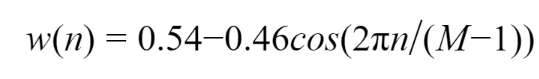 w(n) = 0.54−0.46cos(2πn/(M−1))